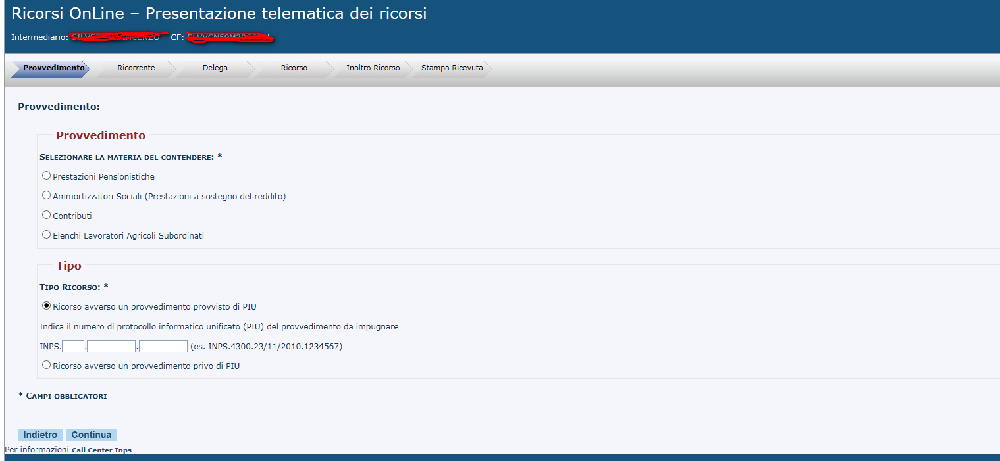 Ricorsi OnLine – Presentazione telematica dei ricorsi
Intermediario: CF:
Provvedimento Ricorrente Delega Ricorso Inoltro Ricorso Stampa Ricevuta
Provvedimento:
Provvedimento
SELEZIONARE LA MATERIA DEL CONTENDERE: *
Prestazioni Pensionistiche
Ammortizzatori Sociali (Prestazioni a sostegno del reddito)
Contributi
Elenchi Lavoratori Agricoli Subordinati
Tipo
TIPO RICORSO: *
Ricorso avverso un provvedimento provvisto di PIU
Indica il numero di protocollo informatico unificato (PIU) del provvedimento da impugnare
INPS. . . (es. INPS.4300.23/11/2010.1234567)
Ricorso avverso un provvedimento privo di PIU
* CAMPI OBBLIGATORI
Indietro Continua
Per informazioni Call Center Inps